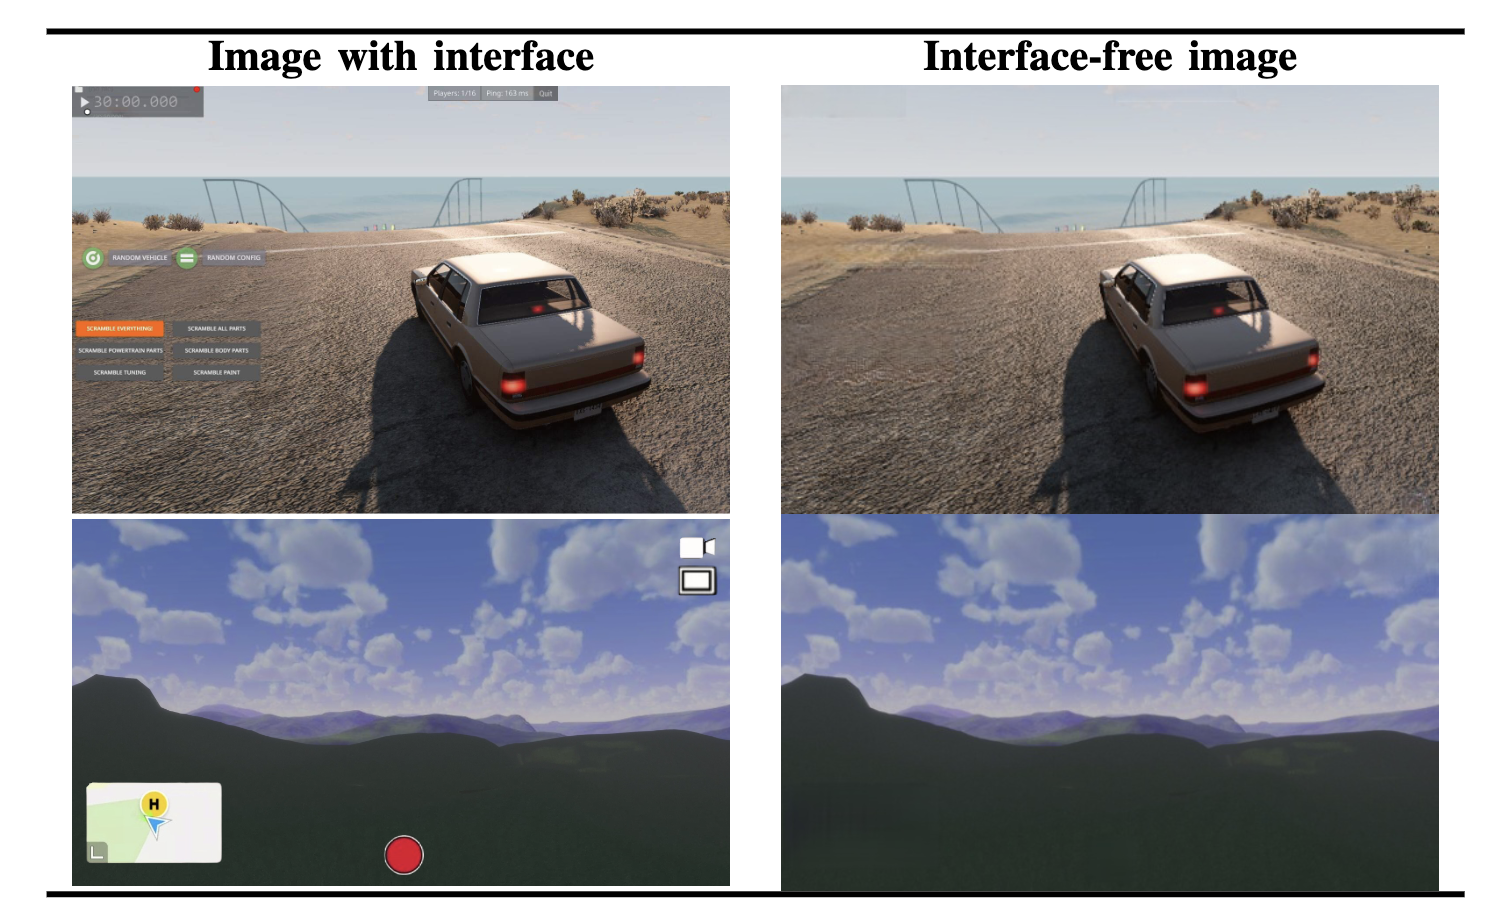 Image with interface
Interface-free image
30:00.000
Players: 1/16 Ping: 163 ms Quit
RANDOM VEHICLE RANDOM CONFIG
SCRAMBLE EVERYTHING! SCRAMBLE ALL PARTS
SCRAMBLE POWERTRAIN PARTS SCRAMBLE BODY PARTS
SCRAMBLE TUNING SCRAMBLE PAINT
H